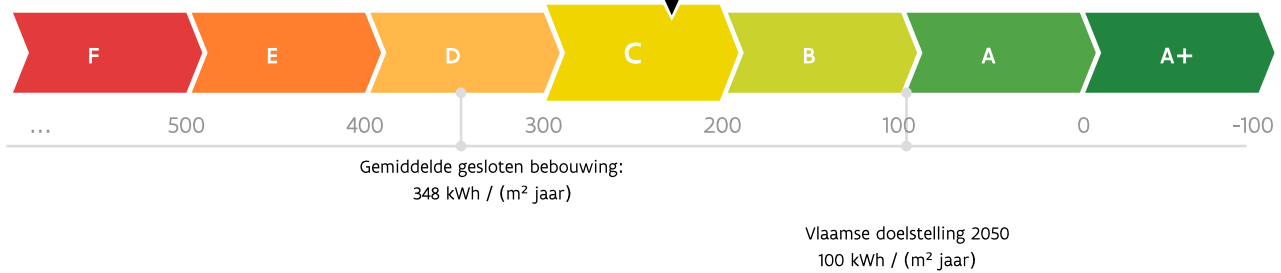 F E D C B A A+
... 500 400 300 200 100 0 -100
Gemiddelde gesloten bebouwing:
348 kWh / (m² jaar)
Vlaamse doelstelling 2050
100 kWh / (m² jaar)